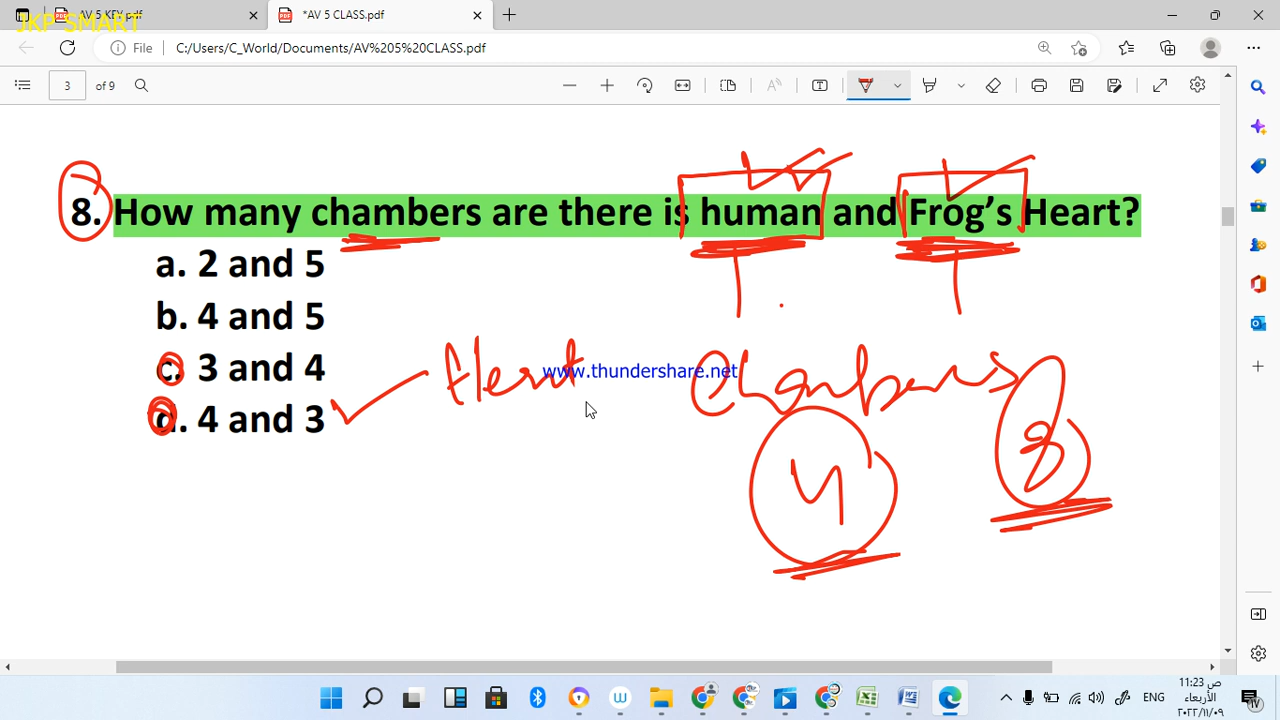 JKP SMART
AV 5 KEY.pdf
*AV 5 CLASS.pdf
File
C:/Users/C_World/Documents/AV%205%20CLASS.pdf
3 of 9
8. How many chambers are there is human and Frog's Heart?
a. 2 and 5
b. 4 and 5
c. 3 and 4
d. 4 and 3
Heart Chambers
www.thundershare.net
4 3
ENG
11:23 ص
الأربعاء
٢٠٢٢/١١/٠٩